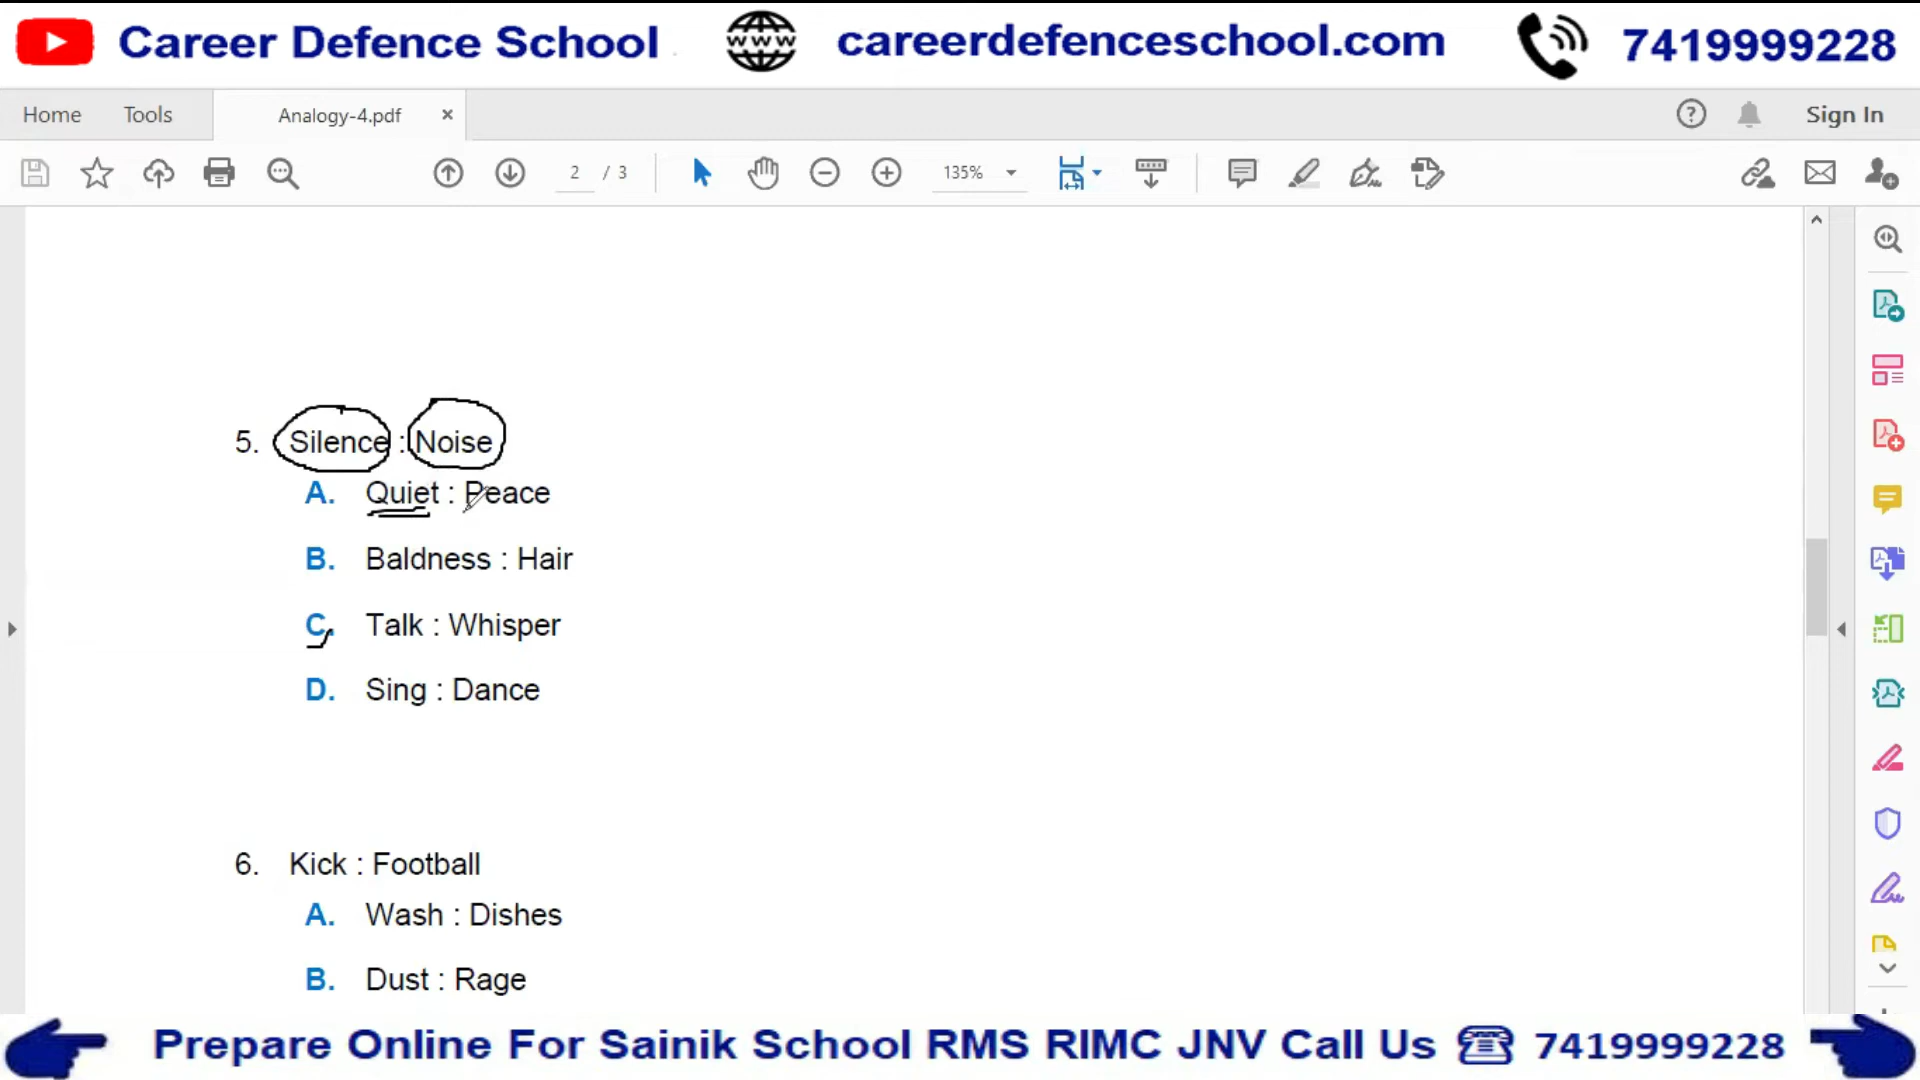 Career Defence School
www
careerdefenceschool.com
7419999228
Home Tools Analogy-4.pdf × ? Sign In
2 / 3 135%
5. Silence : Noise
A. Quiet : Peace
B. Baldness : Hair
C. Talk : Whisper
D. Sing : Dance
6. Kick : Football
A. Wash : Dishes
B. Dust : Rage
Prepare Online For Sainik School RMS RIMC JNV Call Us 7419999228